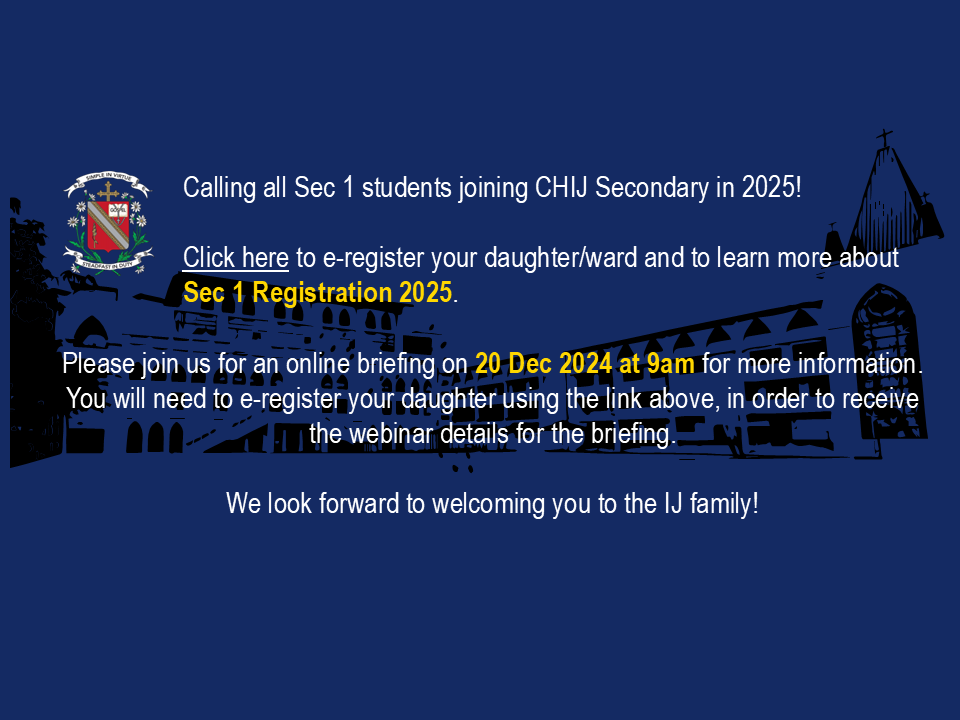 SIMPLE IN VIRTUE
STEADFAST IN DUTY
Calling all Sec 1 students joining CHIJ Secondary in 2025!
Click here to e-register your daughter/ward and to learn more about
Sec 1 Registration 2025.
Please join us for an online briefing on 20 Dec 2024 at 9am for more information.
You will need to e-register your daughter using the link above, in order to receive
the webinar details for the briefing.
We look forward to welcoming you to the IJ family!